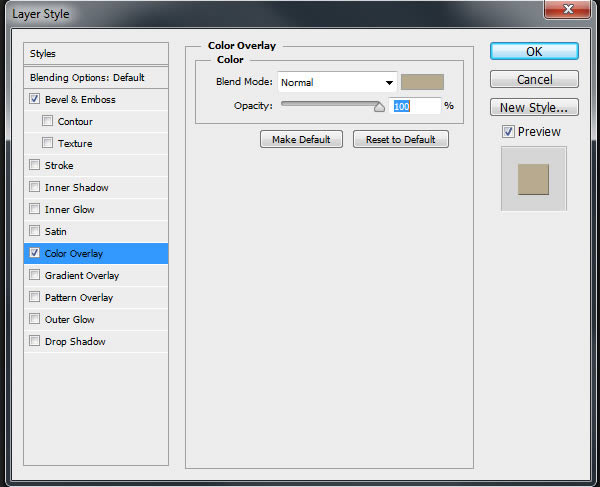 Layer Style
Styles
Blending Options: Default
Bevel & Emboss
Contour
Texture
Stroke
Inner Shadow
Inner Glow
Satin
Color Overlay
Gradient Overlay
Pattern Overlay
Outer Glow
Drop Shadow
Color Overlay
Color
Blend Mode: Normal
Opacity: 100 %
Make Default Reset to Default
OK
Cancel
New Style...
Preview